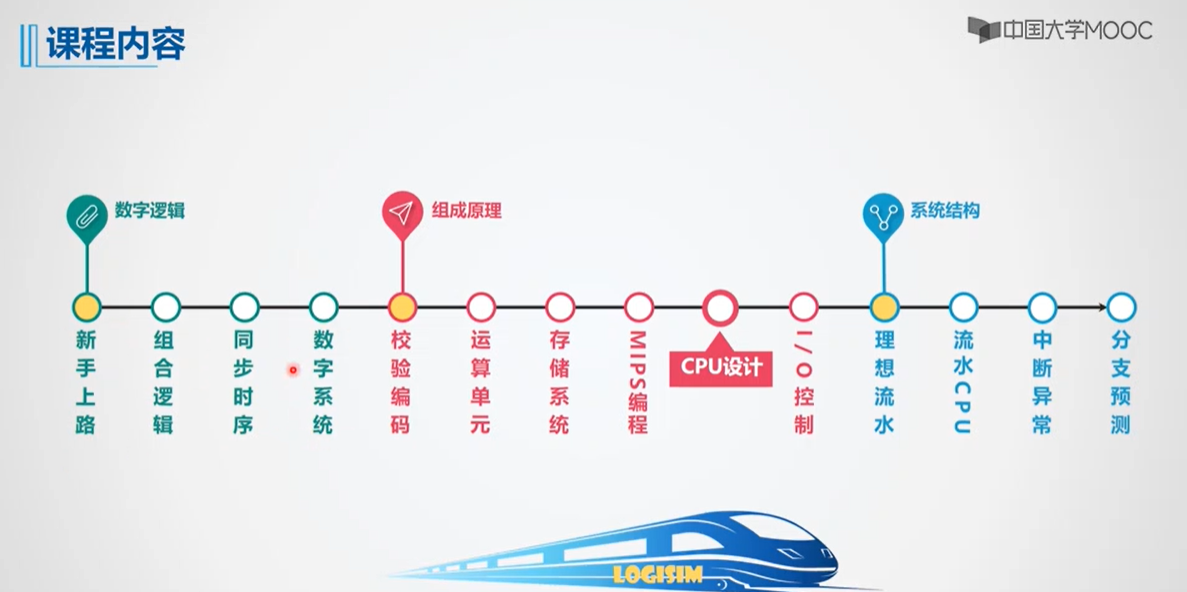 课程内容
中国大学MOOC
数字逻辑
组成原理
系统结构
新手上路
组合逻辑
同步时序
数字系统
校验编码
运算单元
存储系统
MIPS编程
CPU设计
I/O控制
理想流水
流水CPU
中断异常
分支预测
LOGISIM